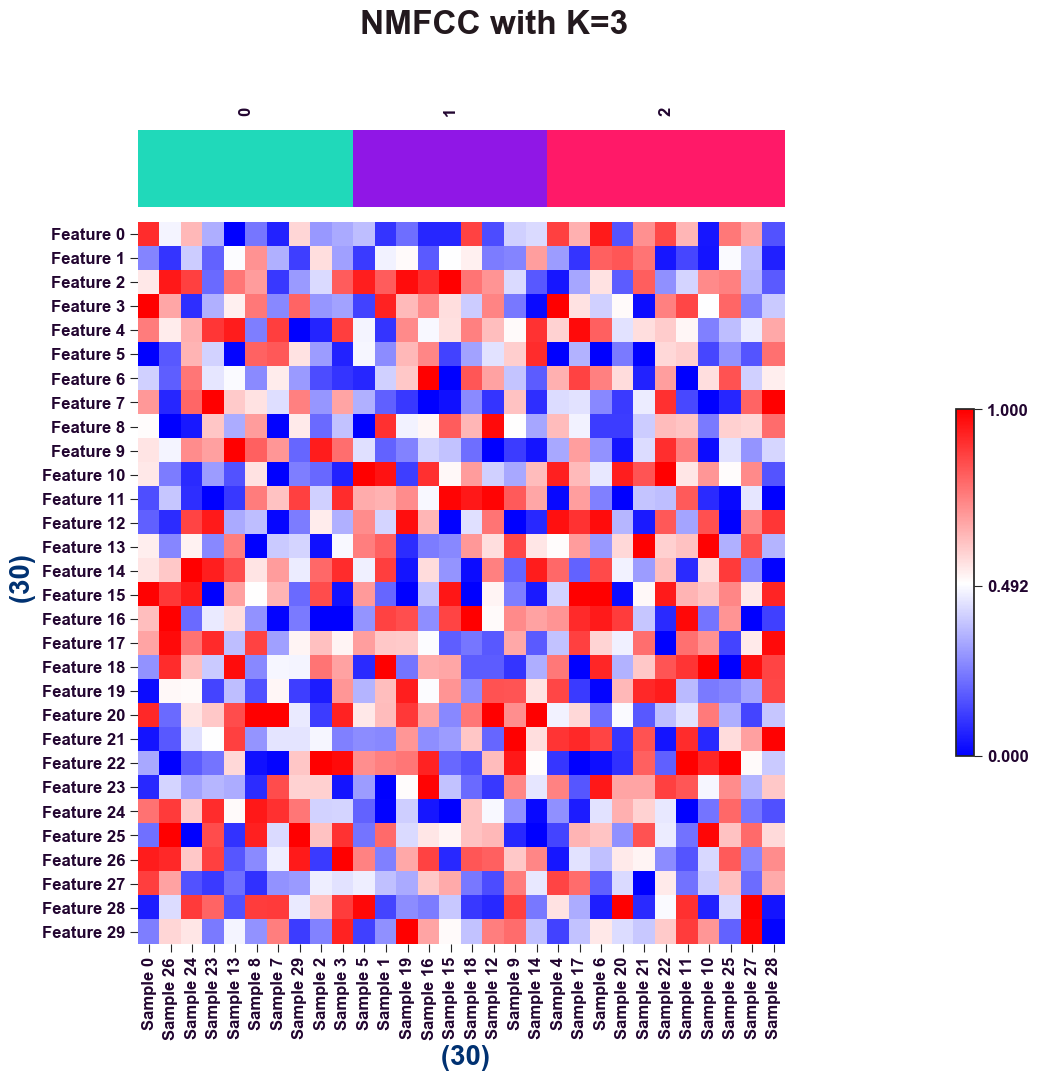 NMFCC with K=3
0
1
2
Feature 0
Feature 1
Feature 2
Feature 3
Feature 4
Feature 5
Feature 6
Feature 7
Feature 8
Feature 9
Feature 10
Feature 11
Feature 12
Feature 13
Feature 14
Feature 15
Feature 16
Feature 17
Feature 18
Feature 19
Feature 20
Feature 21
Feature 22
Feature 23
Feature 24
Feature 25
Feature 26
Feature 27
Feature 28
Feature 29
(30)
1.000
0.492
0.000
Sample 0
Sample 26
Sample 24
Sample 23
Sample 13
Sample 8
Sample 7
Sample 29
Sample 2
Sample 3
Sample 5
Sample 1
Sample 19
Sample 16
Sample 15
Sample 18
Sample 12
Sample 9
Sample 14
Sample 4
Sample 17
Sample 6
Sample 20
Sample 21
Sample 22
Sample 11
Sample 10
Sample 25
Sample 27
Sample 28
(30)